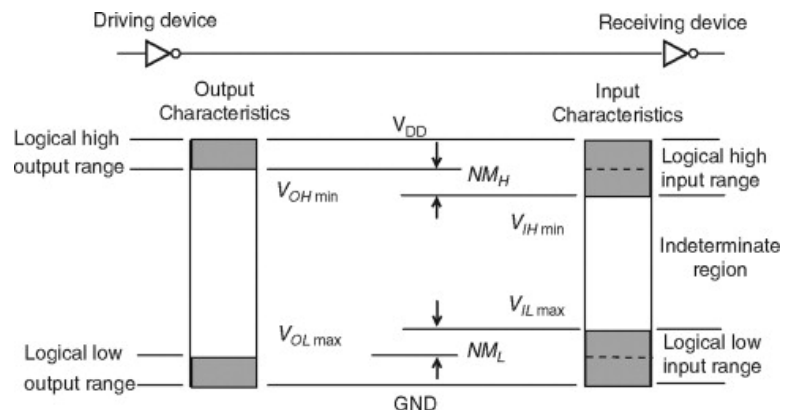 Driving device
Receiving device
Output
Characteristics
Input
Characteristics
V_DD
Logical high
output range
Logical high
input range
NM_H
V_OH min
V_IH min
Indeterminate
region
V_IL max
V_OL max
Logical low
output range
NM_L
Logical low
input range
GND